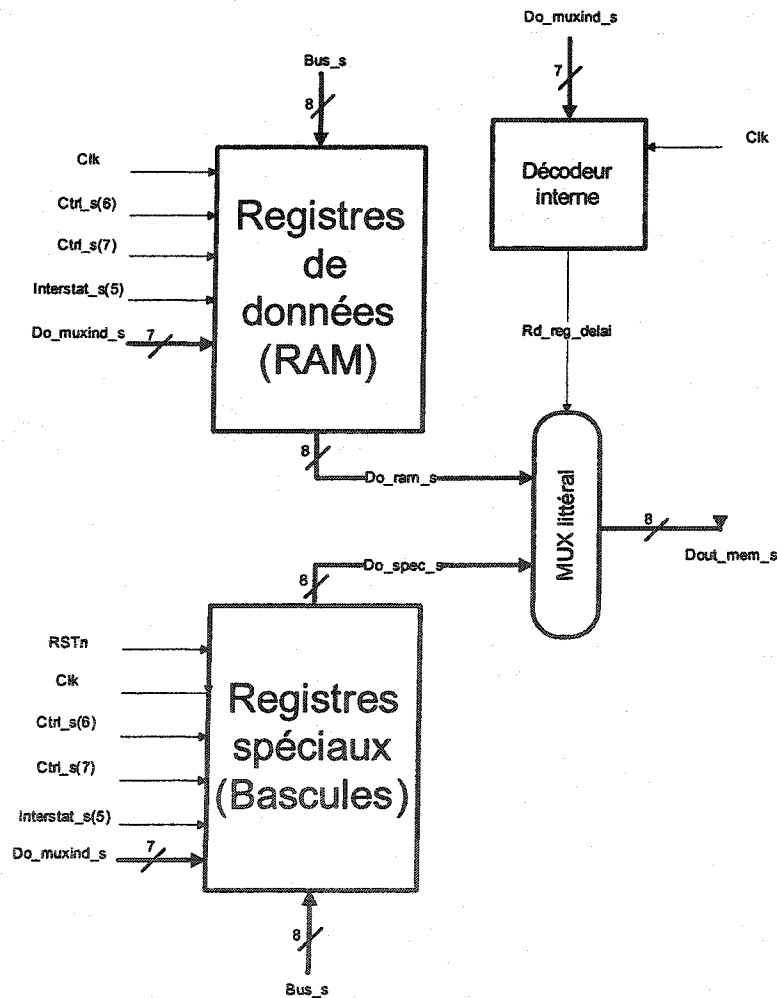 Do_muxind_s
7
Bus_s
8
Clk
Décodeur
interne
Clk
Ctrl_s(6)
Ctrl_s(7)
Interstat_s(5)
Do_muxind_s
7
Registres
de
données
(RAM)
Rd_reg_delai
8
Do_ram_s
MUX littéral
8
Dout_mem_s
Do_spec_s
8
RSTn
Clk
Ctrl_s(6)
Ctrl_s(7)
Interstat_s(5)
Do_muxind_s
7
Registres
spéciaux
(Bascules)
8
Bus_s